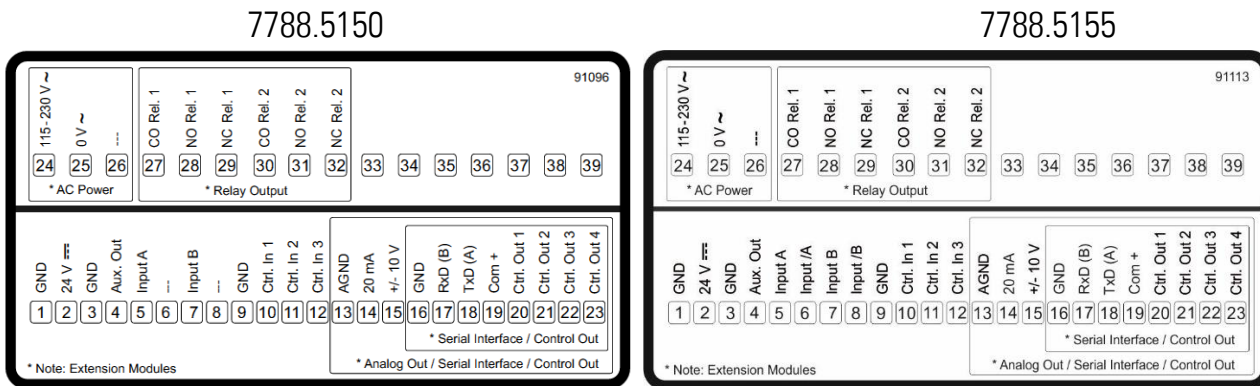 7788.5150
91096
115-230 V ~
0 V ~
---
CO Rel. 1
NO Rel. 1
NC Rel. 1
CO Rel. 2
NO Rel. 2
NC Rel. 2
24 25 26 27 28 29 30 31 32 33 34 35 36 37 38 39
* AC Power
* Relay Output
GND
24 V ⎓
GND
Aux. Out
Input A
---
Input B
---
GND
Ctrl. In 1
Ctrl. In 2
Ctrl. In 3
AGND
20 mA
+/- 10 V
GND
RxD (B)
TxD (A)
Com +
Ctrl. Out 1
Ctrl. Out 2
Ctrl. Out 3
Ctrl. Out 4
1 2 3 4 5 6 7 8 9 10 11 12 13 14 15 16 17 18 19 20 21 22 23
* Serial Interface / Control Out
* Note: Extension Modules
* Analog Out / Serial Interface / Control Out
7788.5155
91113
115-230 V ~
0 V ~
---
CO Rel. 1
NO Rel. 1
NC Rel. 1
CO Rel. 2
NO Rel. 2
NC Rel. 2
24 25 26 27 28 29 30 31 32 33 34 35 36 37 38 39
* AC Power
* Relay Output
GND
24 V ⎓
GND
Aux. Out
Input A
Input /A
Input B
Input /B
GND
Ctrl. In 1
Ctrl. In 2
Ctrl. In 3
AGND
20 mA
+/- 10 V
GND
RxD (B)
TxD (A)
Com +
Ctrl. Out 1
Ctrl. Out2
Ctrl. Out 3
Ctrl. Out 4
1 2 3 4 5 6 7 8 9 10 11 12 13 14 15 16 17 18 19 20 21 22 23
* Serial Interface / Control Out
* Note: Extension Modules
* Analog Out / Serial Interface / Control Out